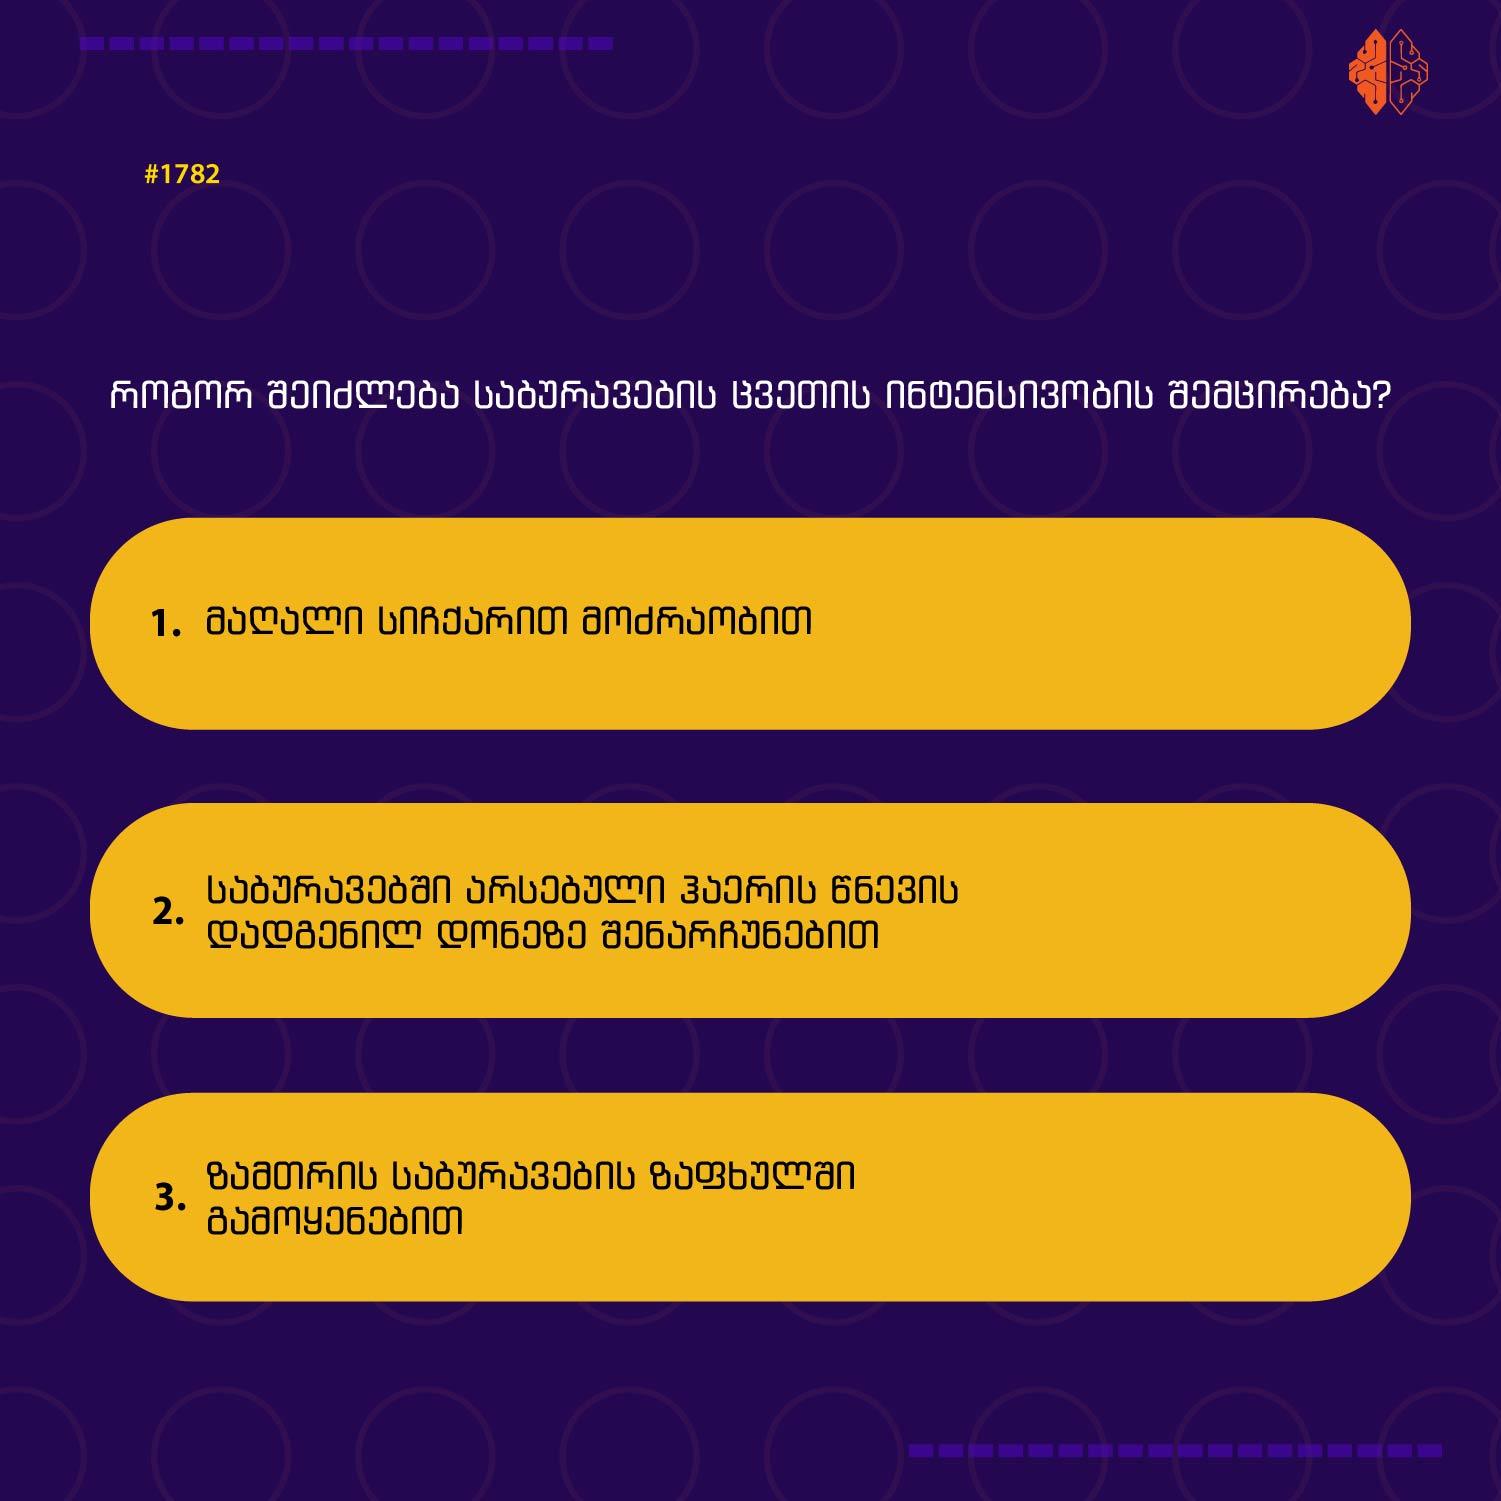 #1782
როგორ შეიძლება საბურავების ცვეთის ინტენსივობის შემცირება?
1. მაღალი სიჩქარით მოძრაობით
2. საბურავებში არსებული ჰაერის წნევის
დადგენილ დონეზე შენარჩუნებით
3. ზამთრის საბურავების ზაფხულში
გამოყენებით